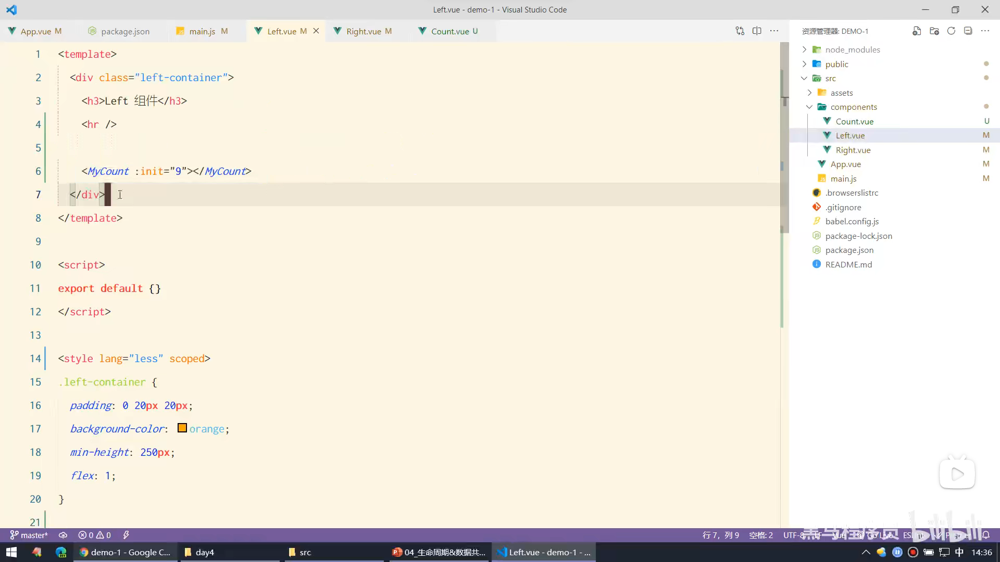 Left.vue - demo-1 - Visual Studio Code
App.vue M
package.json
main.js M
Left.vue M
Right.vue M
Count.vue U
资源管理器: DEMO-1
1 <template>
2 <div class="left-container">
3 <h3>Left 组件</h3>
4 <hr />
5
6 <MyCount :init="9"></MyCount>
7 </div>
8 </template>
9
10 <script>
11 export default {}
12 </script>
13
14 <style lang="less" scoped>
15 .left-container {
16 padding: 0 20px 20px;
17 background-color: orange;
18 min-height: 250px;
19 flex: 1;
20 }
21
node_modules
public
src
assets
components
Count.vue U
Left.vue M
Right.vue M
App.vue M
main.js M
.browserslistrc
.gitignore
babel.config.js
package-lock.json
package.json
README.md
master* 0 0
行 7，列 9 空格: 2 UTF-8 LF Vue Go Live ESLint Prettier
黑马程序员 bilibili
demo-1 - Google C...
day4
src
04_生命周期&数据共...
Left.vue - demo-1 - ...
中 14:36